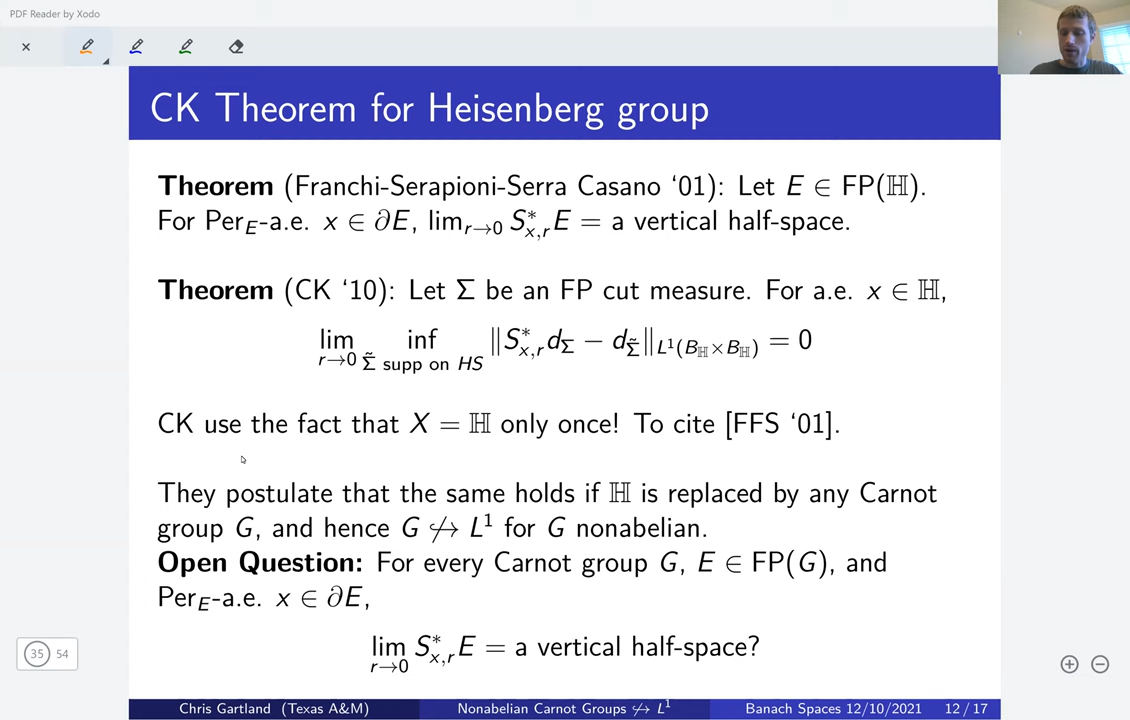 PDF Reader by Xodo
CK Theorem for Heisenberg group
Theorem (Franchi-Serapioni-Serra Casano ‘01): Let E ∈ FP(ℍ).
For Per_E-a.e. x ∈ ∂E, lim_{r→0} S*_{x,r}E = a vertical half-space.
Theorem (CK ‘10): Let Σ be an FP cut measure. For a.e. x ∈ ℍ,
lim_{r→0} inf_{Σ̃ supp on HS} ‖S*_{x,r}d_Σ − d_Σ̃‖_{L¹(B_ℍ×B_ℍ)} = 0
CK use the fact that X = ℍ only once! To cite [FFS ‘01].
They postulate that the same holds if ℍ is replaced by any Carnot
group G, and hence G ↪̸ L¹ for G nonabelian.
Open Question: For every Carnot group G, E ∈ FP(G), and
Per_E-a.e. x ∈ ∂E,
lim_{r→0} S*_{x,r}E = a vertical half-space?
35 54
Chris Gartland (Texas A&M) Nonabelian Carnot Groups ↪̸ L¹ Banach Spaces 12/10/2021 12 / 17